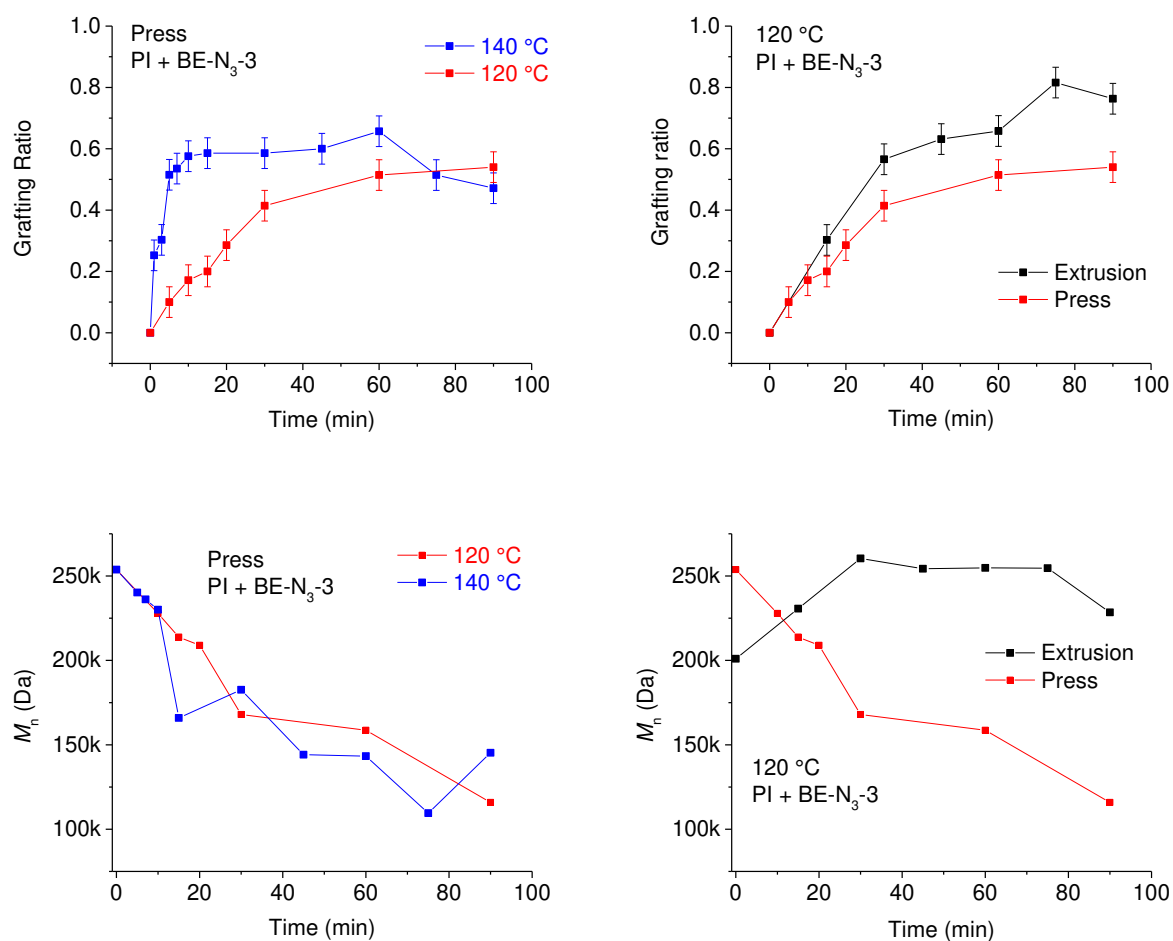 Press
PI + BE-N₃-3
140 °C
120 °C
1.0
0.8
0.6
0.4
0.2
0.0
Grafting Ratio
0 20 40 60 80 100
Time (min)
120 °C
PI + BE-N₃-3
Extrusion
Press
1.0
0.8
0.6
0.4
0.2
0.0
Grafting ratio
0 20 40 60 80 100
Time (min)
Press
PI + BE-N₃-3
120 °C
140 °C
250k
200k
150k
100k
Mn (Da)
0 20 40 60 80 100
Time (min)
Extrusion
Press
120 °C
PI + BE-N₃-3
250k
200k
150k
100k
Mn (Da)
0 20 40 60 80 100
Time (min)